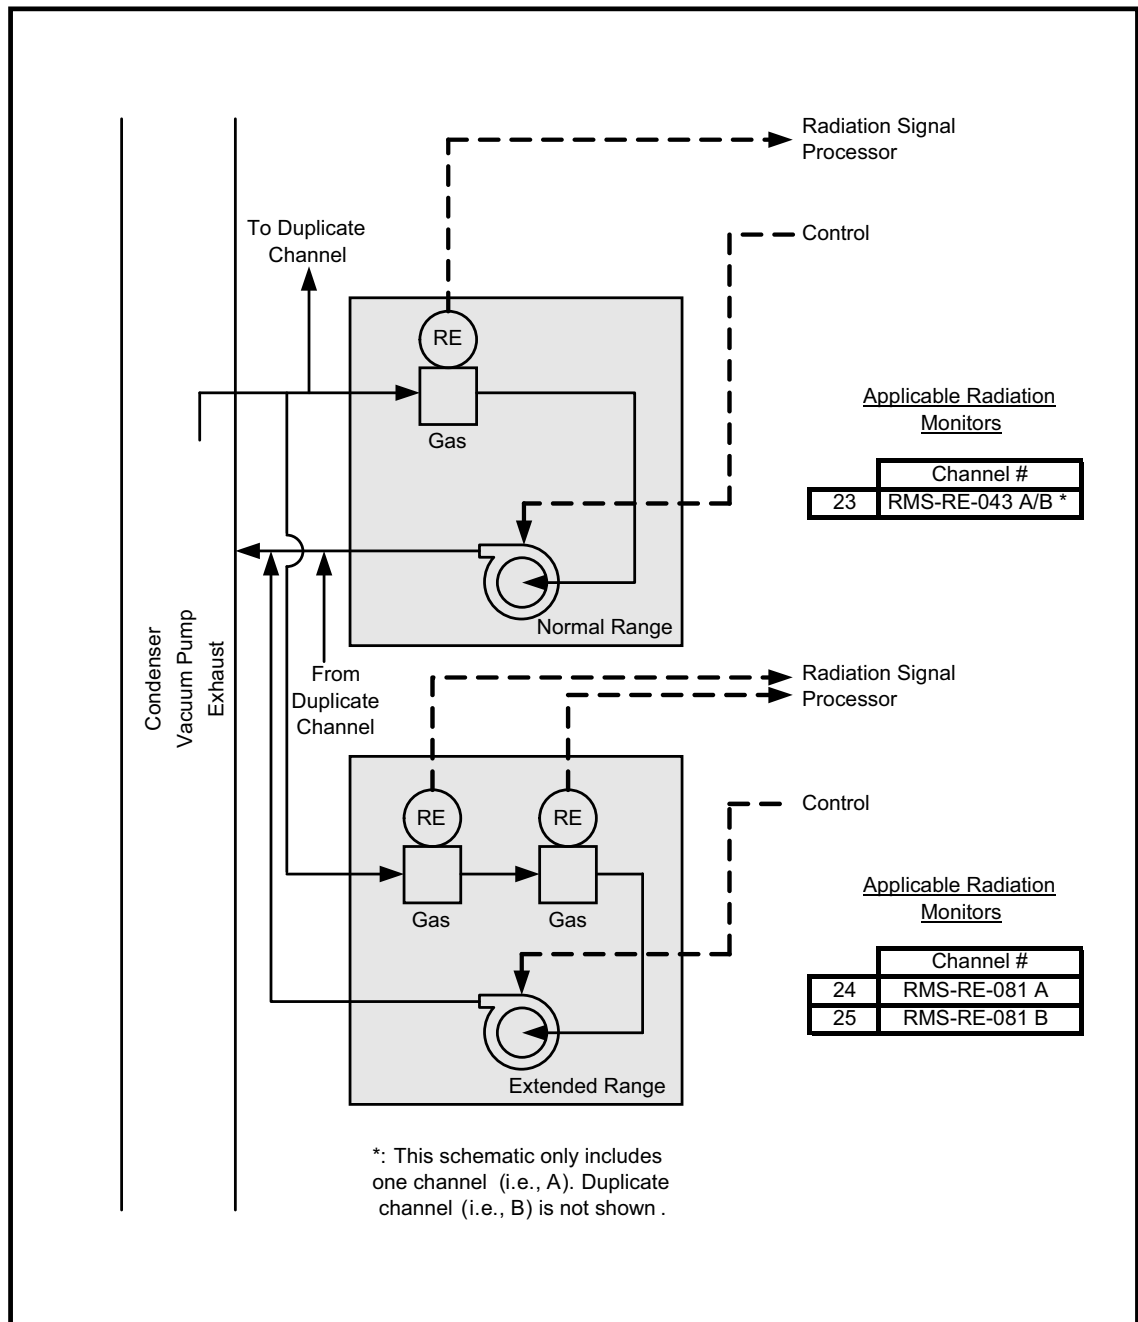 Radiation Signal
Processor
To Duplicate
Channel
Control
RE
Gas
Applicable Radiation
Monitors
Channel #
23 RMS-RE-043 A/B *
Normal Range
Condenser
Vacuum Pump
Exhaust
From
Duplicate
Channel
Radiation Signal
Processor
Control
RE RE
Gas Gas
Applicable Radiation
Monitors
Channel #
24 RMS-RE-081 A
25 RMS-RE-081 B
Extended Range
*: This schematic only includes
one channel (i.e., A). Duplicate
channel (i.e., B) is not shown .